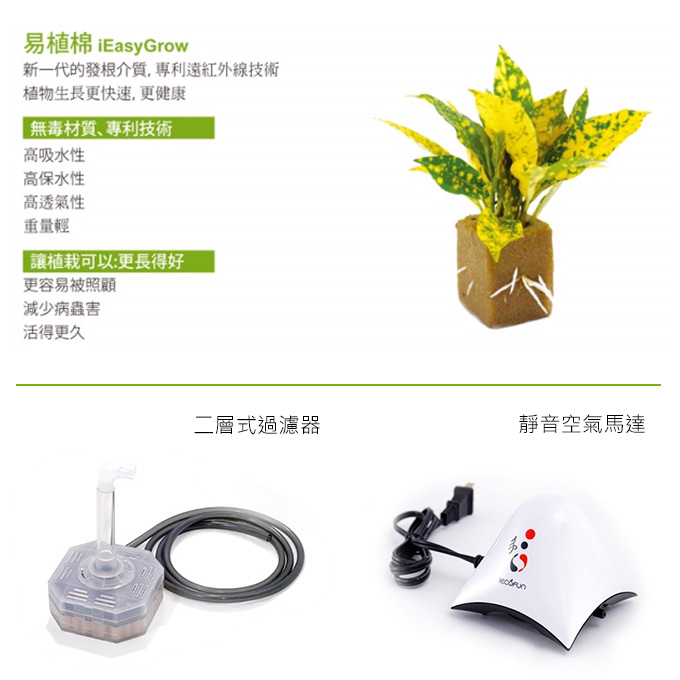 易植棉 iEasyGrow
新一代的發根介質, 專利遠紅外線技術
植物生長更快速, 更健康
無毒材質、專利技術
高吸水性
高保水性
高透氣性
重量輕
讓植栽可以:更長得好
更容易被照顧
減少病蟲害
活得更久
二層式過濾器
靜音空氣馬達